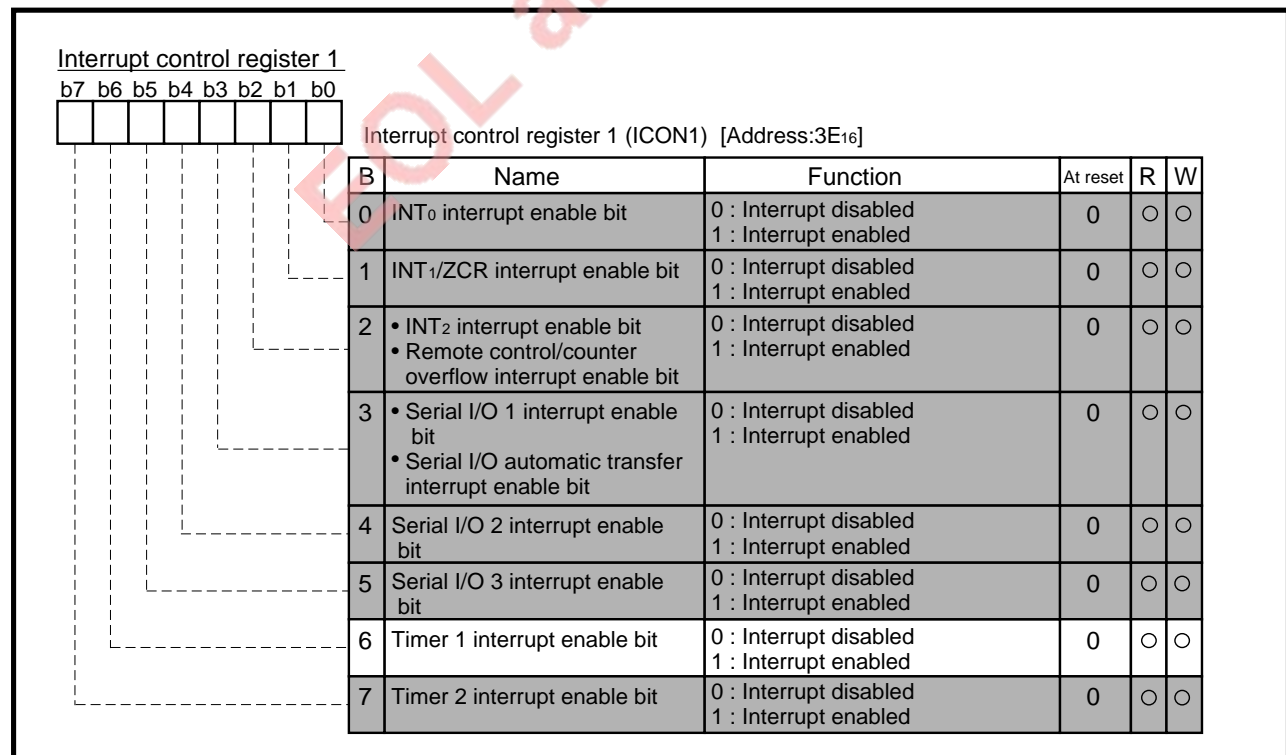 EOL a
Interrupt control register 1
b7 b6 b5 b4 b3 b2 b1 b0
Interrupt control register 1 (ICON1) [Address:3E16]
B Name Function At reset R W
0 INT0 interrupt enable bit 0 : Interrupt disabled 0 ○ ○
1 : Interrupt enabled
1 INT1/ZCR interrupt enable bit 0 : Interrupt disabled 0 ○ ○
1 : Interrupt enabled
2 • INT2 interrupt enable bit 0 : Interrupt disabled 0 ○ ○
• Remote control/counter 1 : Interrupt enabled
overflow interrupt enable bit
3 • Serial I/O 1 interrupt enable 0 : Interrupt disabled 0 ○ ○
bit 1 : Interrupt enabled
• Serial I/O automatic transfer
interrupt enable bit
4 Serial I/O 2 interrupt enable 0 : Interrupt disabled 0 ○ ○
bit 1 : Interrupt enabled
5 Serial I/O 3 interrupt enable 0 : Interrupt disabled 0 ○ ○
bit 1 : Interrupt enabled
6 Timer 1 interrupt enable bit 0 : Interrupt disabled 0 ○ ○
1 : Interrupt enabled
7 Timer 2 interrupt enable bit 0 : Interrupt disabled 0 ○ ○
1 : Interrupt enabled